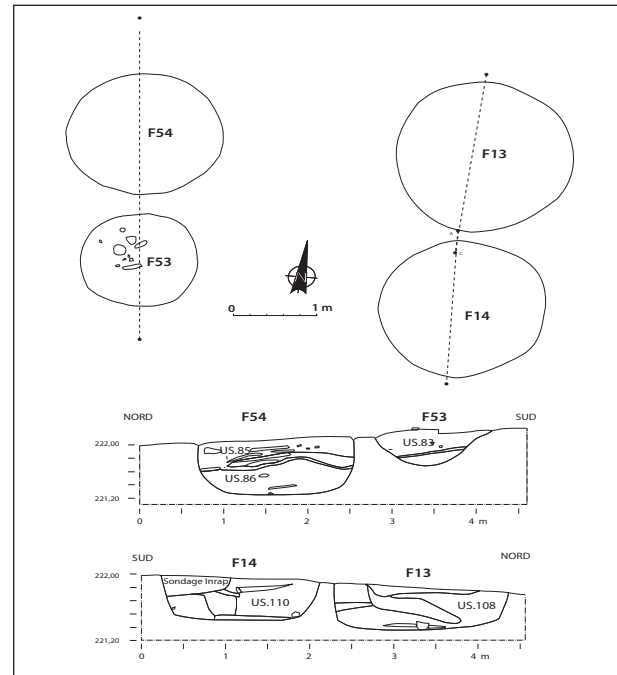 F54
F13
F53
A
C
N
0 1 m
F14
NORD F54 F53 SUD
222,00
US.85
US.83
US.86
221,20
0 1 2 3 4 m
SUD F14 F13 NORD
222,00
Sondage Inrap
US.110
US.108
221,20
0 1 2 3 4 m